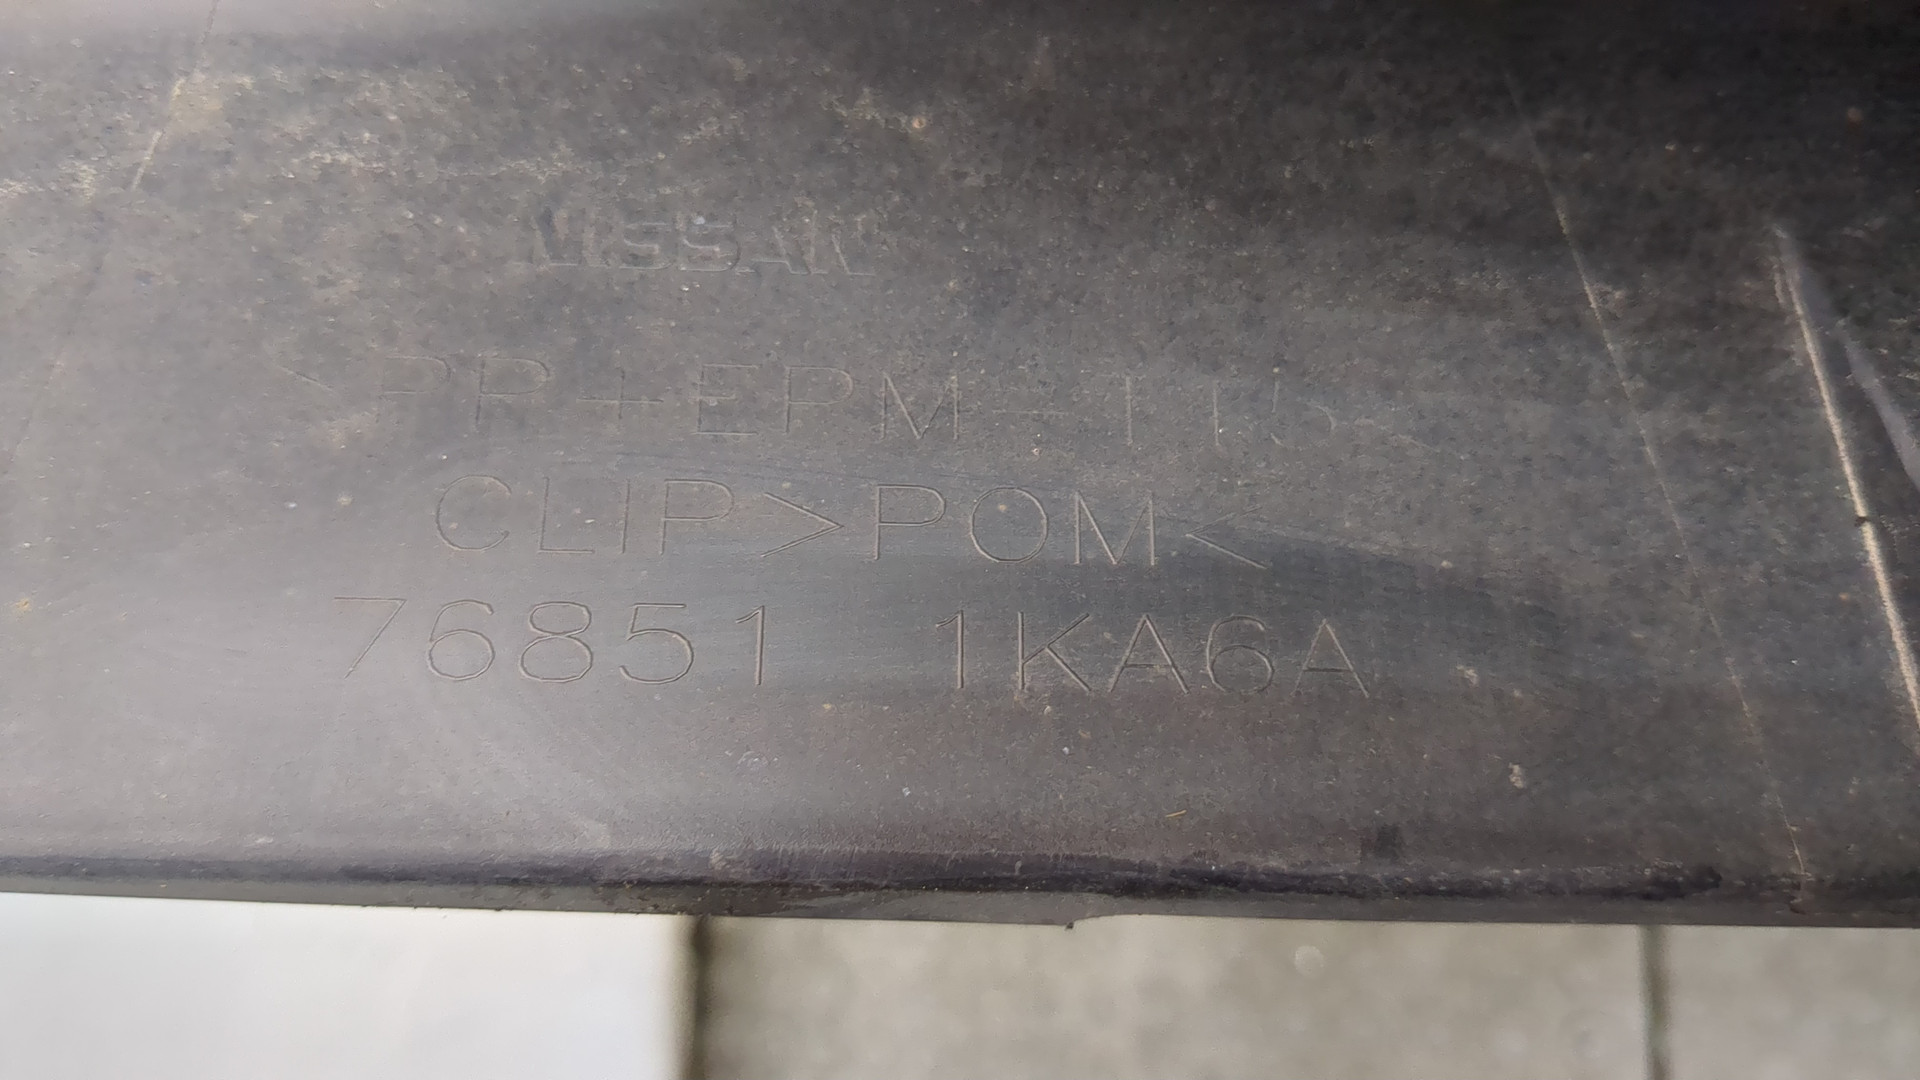 NISSAN
>PP+EPM-T15<
CLIP>POM<
76851 1KA6A